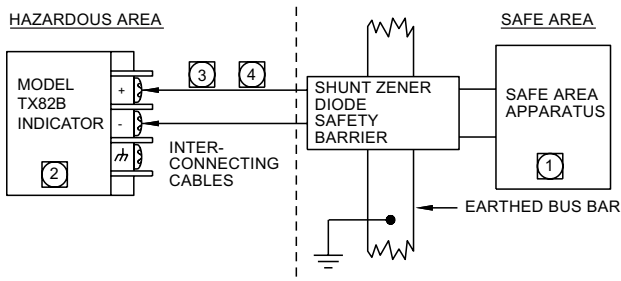 HAZARDOUS AREA
SAFE AREA
MODEL
TX82B
INDICATOR
+
-
2
3
4
INTER-
CONNECTING
CABLES
SHUNT ZENER
DIODE
SAFETY
BARRIER
SAFE AREA
APPARATUS
1
EARTHED BUS BAR